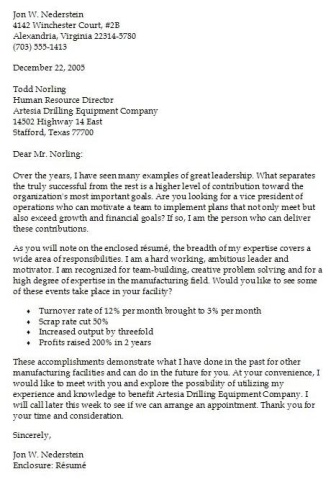 Jon W. Nederstein
4142 Winchester Court, #2B
Alexandria, Virginia 22314-5780
(703) 555-1413
December 22, 2005
Todd Norling
Human Resource Director
Artesia Drilling Equipment Company
14502 Highway 14 East
Stafford, Texas 77700
Dear Mr. Norling:
Over the years, I have seen many examples of great leadership. What separates
the truly successful from the rest is a higher level of contribution toward the
organization's most important goals. Are you looking for a vice president of
operations who can motivate a team to implement plans that not only meet but
also exceed growth and financial goals? If so, I am the person who can deliver
these contributions.
As you will note on the enclosed résumé, the breadth of my expertise covers a
wide area of responsibilities. I am a hard working, ambitious leader and
motivator. I am recognized for team-building, creative problem solving and for a
high degree of expertise in the manufacturing field. Would you like to see some
of these events take place in your facility?
• Turnover rate of 12% per month brought to 3% per month
• Scrap rate cut 50%
• Increased output by threefold
• Profits raised 200% in 2 years
These accomplishments demonstrate what I have done in the past for other
manufacturing facilities and can do in the future for you. At your convenience, I
would like to meet with you and explore the possibility of utilizing my
experience and knowledge to benefit Artesia Drilling Equipment Company. I
will call later this week to see if we can arrange an appointment. Thank you for
your time and consideration.
Sincerely,
Jon W. Nederstein
Enclosure: Résumé